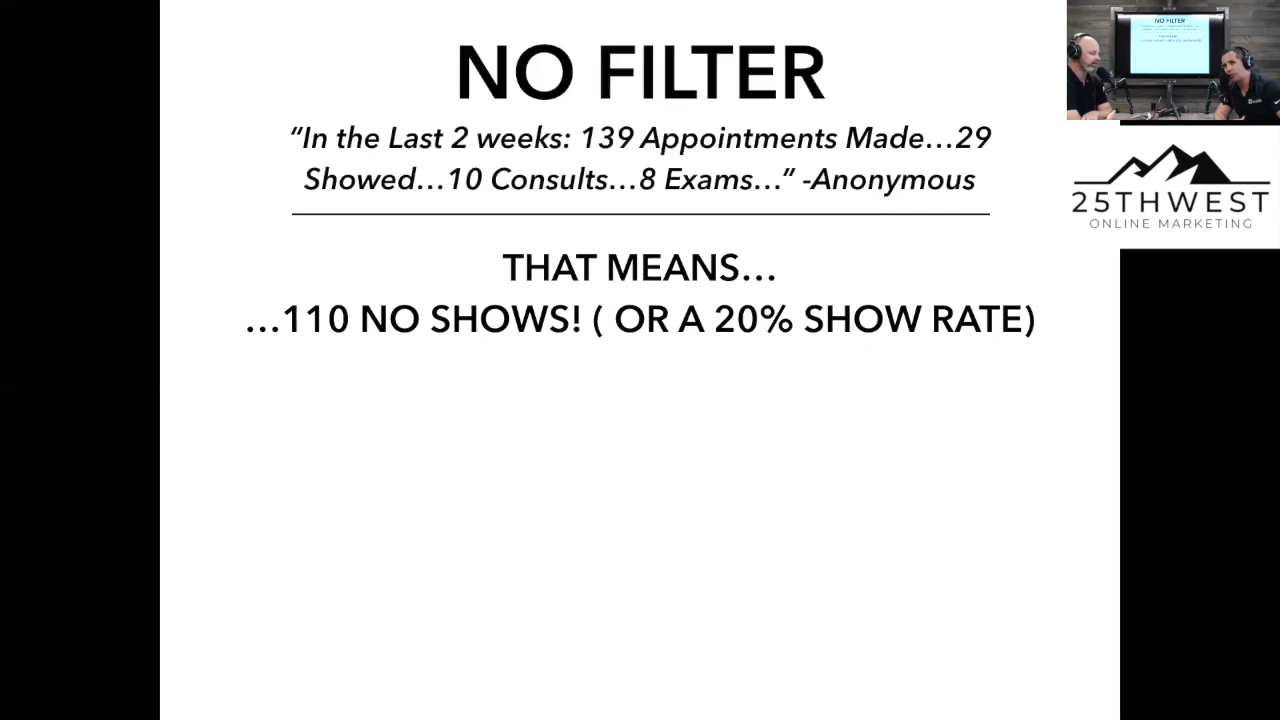 NO FILTER
“In the Last 2 weeks: 139 Appointments Made…29
Showed…10 Consults…8 Exams…” -Anonymous
THAT MEANS…
…110 NO SHOWS! ( OR A 20% SHOW RATE)
NO FILTER
25THWEST
ONLINE MARKETING